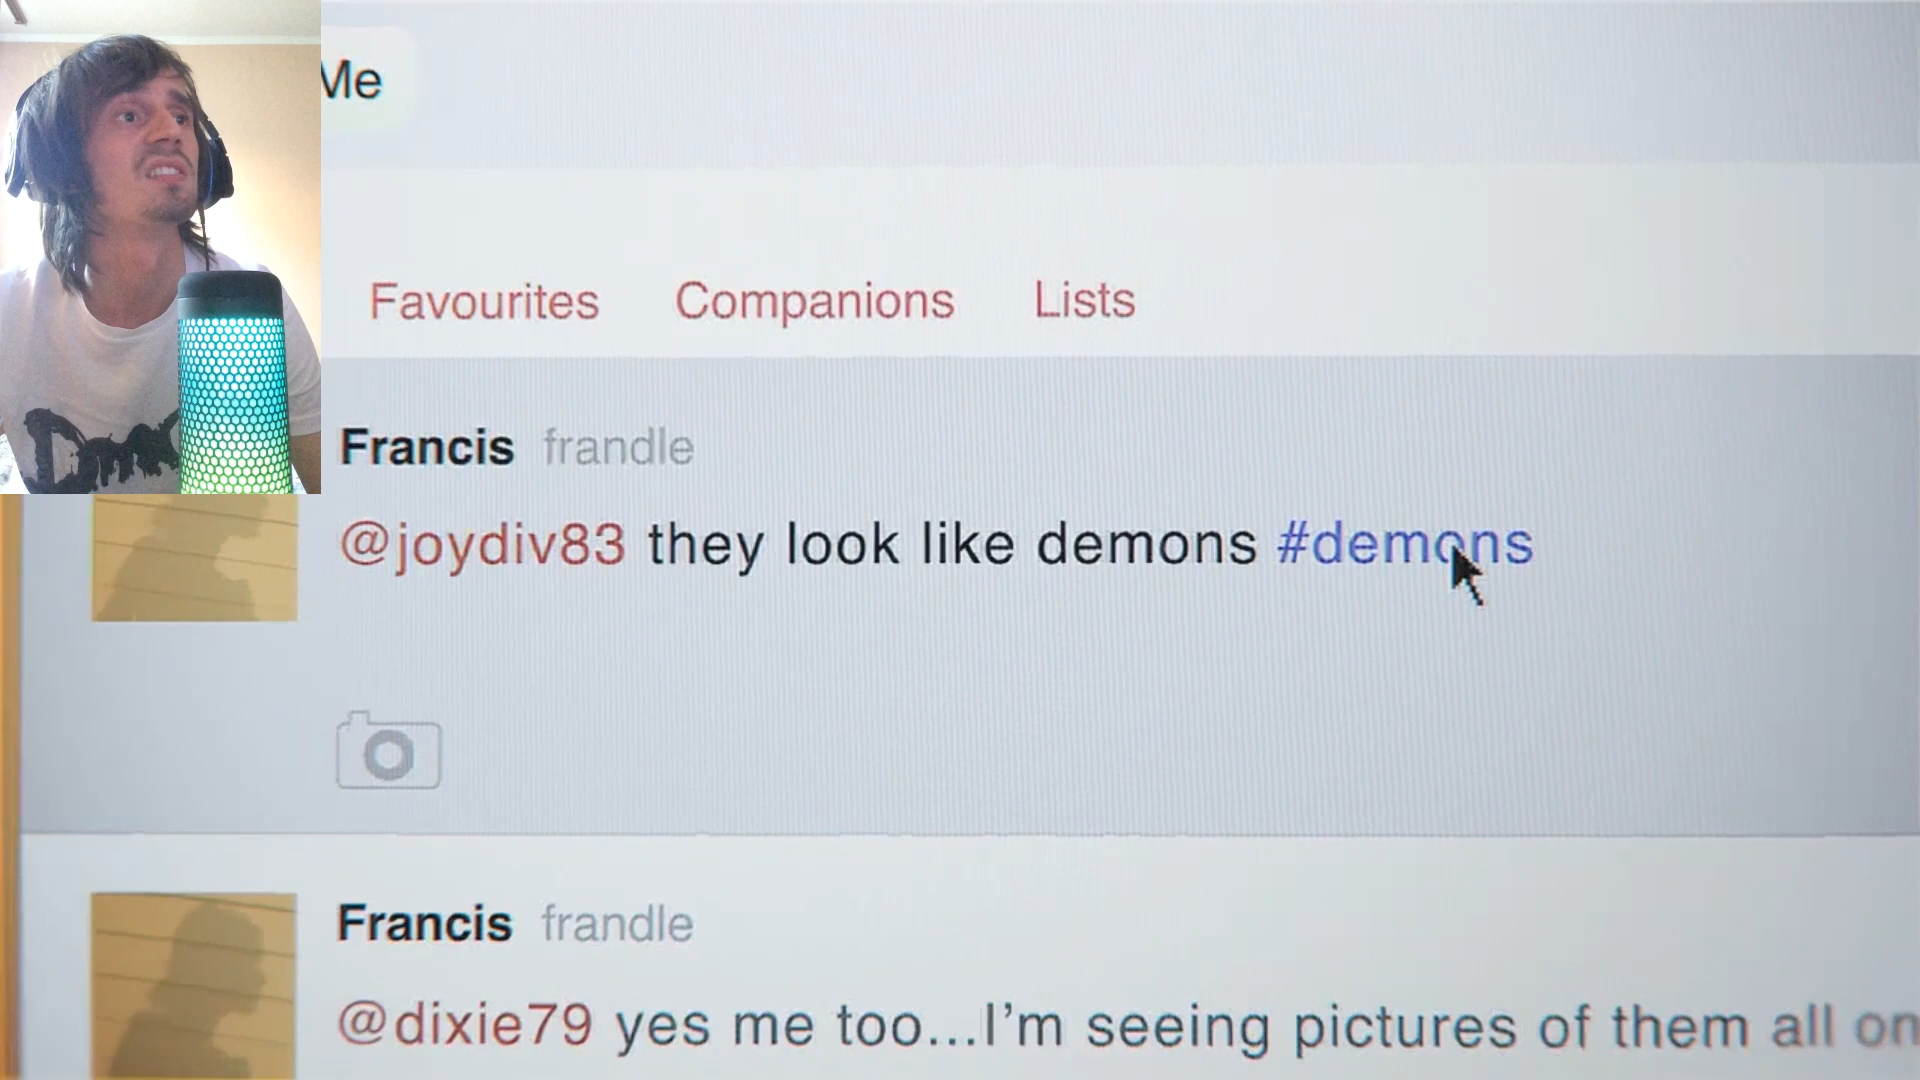 Me
Favourites Companions Lists
Francis frandle
@joydiv83 they look like demons #demons
Francis frandle
@dixie79 yes me too...I'm seeing pictures of them all on